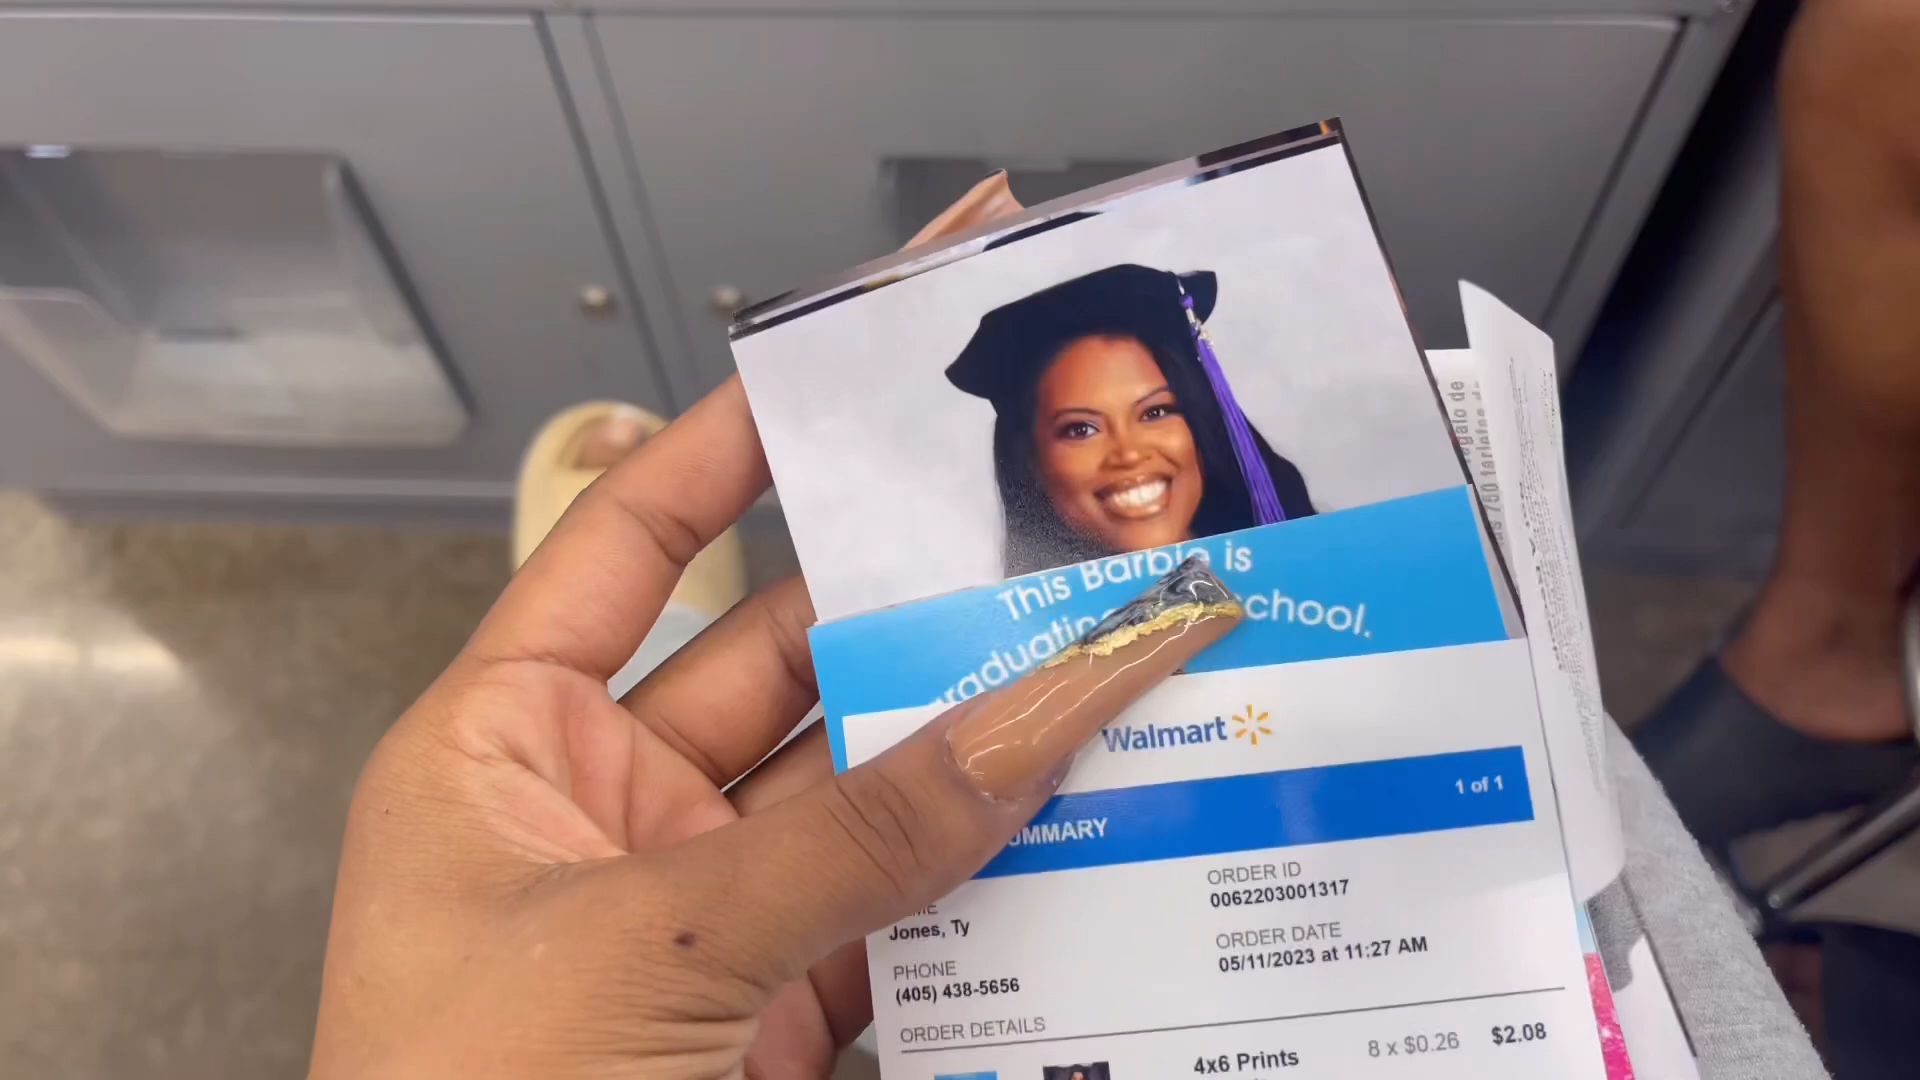 This Barbie is
school.
Walmart
1 of 1
ORDER ID
0062203001317
Jones, Ty
ORDER DATE
05/11/2023 at 11:27 AM
PHONE
(405) 438-5656
ORDER DETAILS
4x6 Prints 8 x $0.26 $2.08